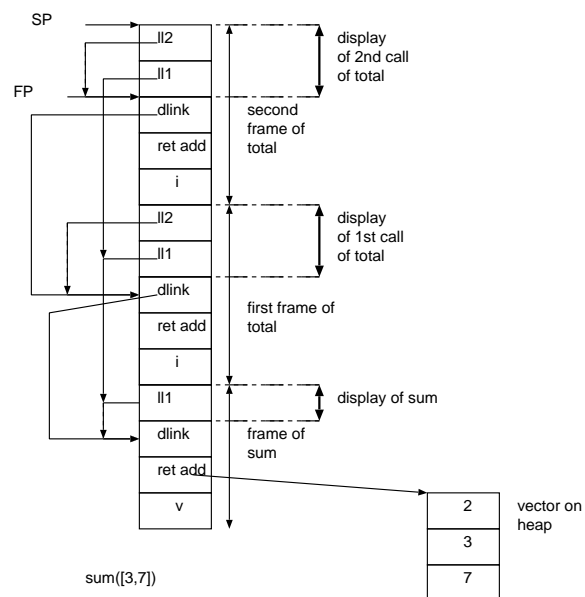 SP
ll2
ll1
display
of 2nd call
of total
FP
dlink
ret add
i
second
frame of
total
ll2
ll1
display
of 1st call
of total
dlink
ret add
i
first frame of
total
ll1
display of sum
dlink
ret add
v
frame of
sum
2
3
7
vector on
heap
sum([3,7])